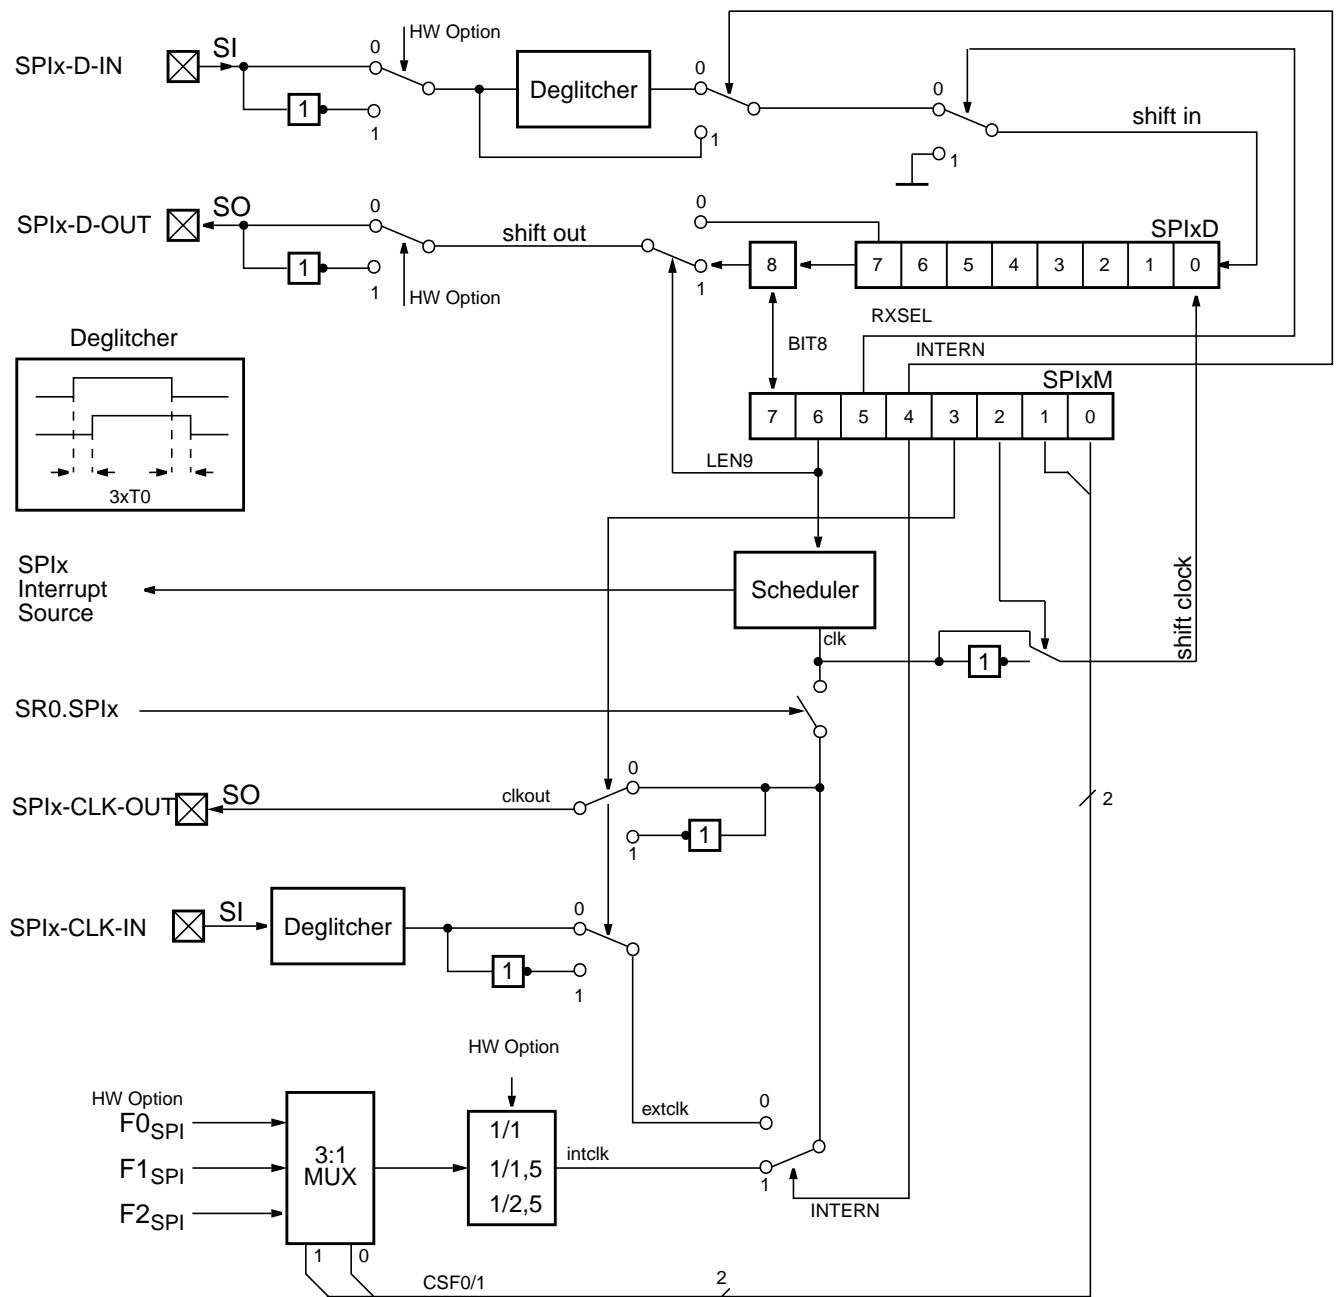 HW Option
SPIx-D-IN
SI
0
1
1
Deglitcher
0
1
0
1
shift in
SPIx-D-OUT
SO
0
1
1
HW Option
shift out
0
1
8
SPIxD
7 6 5 4 3 2 1 0
RXSEL
BIT8
INTERN
SPIxM
7 6 5 4 3 2 1 0
LEN9
Deglitcher
3xT0
SPIx
Interrupt
Source
Scheduler
clk
1
shift clock
SR0.SPIx
SPIx-CLK-OUT
SO
clkout
0
1
1
2
SPIx-CLK-IN
SI
Deglitcher
0
1
1
HW Option
extclk
0
HW Option
F0SPI
F1SPI
F2SPI
3:1
MUX
1/1
1/1,5
1/2,5
intclk
1
INTERN
1 0
CSF0/1
2